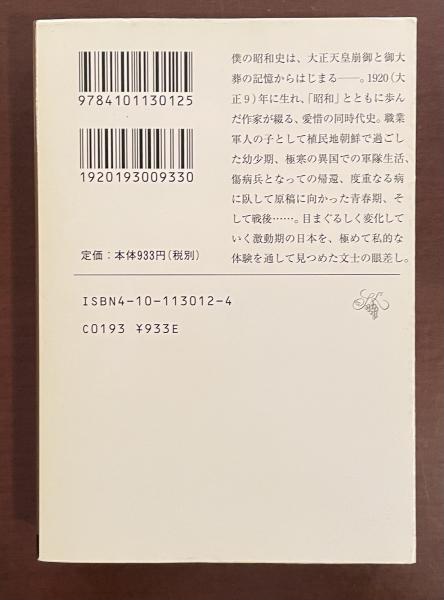 9784101130125
1920193009330
定価:本体933円(税別)
ISBN4-10-113012-4
C0193 ¥933E
僕の昭和史は、大正天皇崩御と御大
葬の記憶からはじまる――。1920(大
正9)年に生れ、「昭和」とともに歩ん
だ作家が綴る、愛惜の同時代史。職業
軍人の子として植民地朝鮮で過ごし
た幼少期、極寒の異国での軍隊生活、
傷病兵となっての帰還、度重なる病
に臥して原稿に向かった青春期、そ
して戦後……。目まぐるしく変化して
いく激動期の日本を、極めて私的な
体験を通して見つめた文士の眼差し。